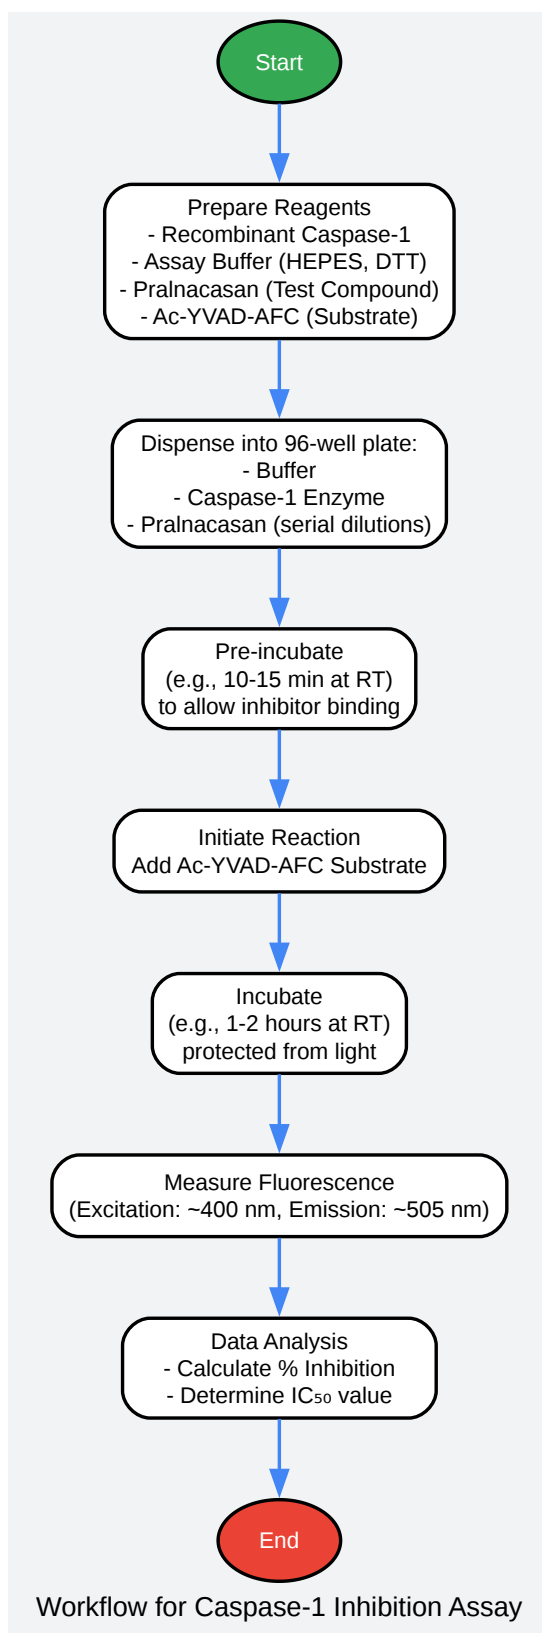 Start
Prepare Reagents
- Recombinant Caspase-1
- Assay Buffer (HEPES, DTT)
- Pralnacasan (Test Compound)
- Ac-YVAD-AFC (Substrate)
Dispense into 96-well plate:
- Buffer
- Caspase-1 Enzyme
- Pralnacasan (serial dilutions)
Pre-incubate
(e.g., 10-15 min at RT)
to allow inhibitor binding
Initiate Reaction
Add Ac-YVAD-AFC Substrate
Incubate
(e.g., 1-2 hours at RT)
protected from light
Measure Fluorescence
(Excitation: ~400 nm, Emission: ~505 nm)
Data Analysis
- Calculate % Inhibition
- Determine IC₅₀ value
End
Workflow for Caspase-1 Inhibition Assay